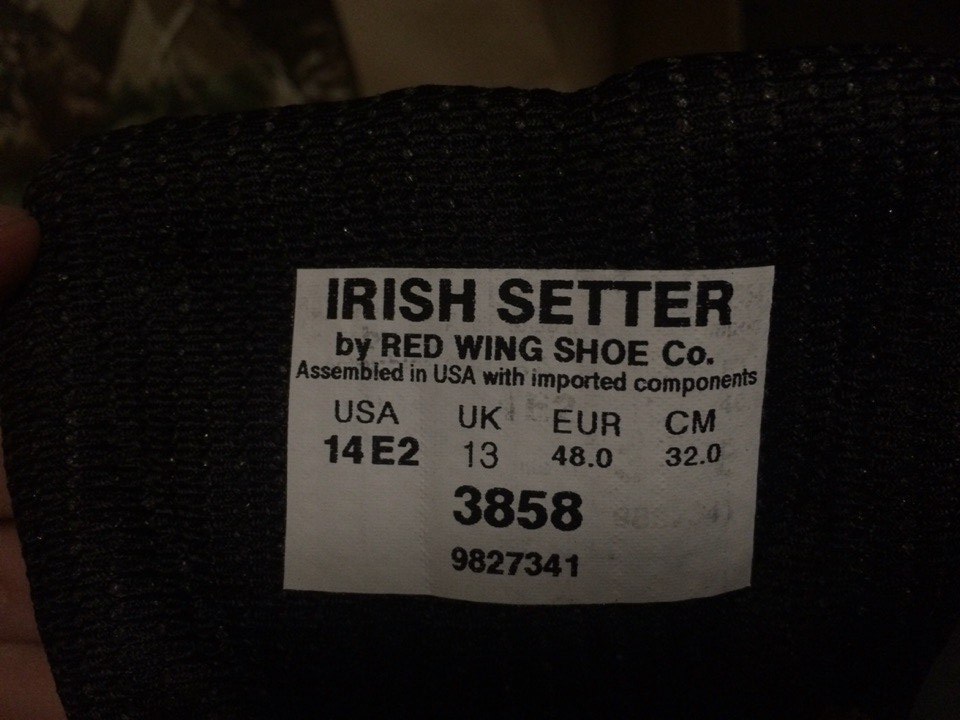 IRISH SETTER
by RED WING SHOE Co.
Assembled in USA with imported components
USA UK EUR CM
14 E2 13 48.0 32.0
3858
9827341